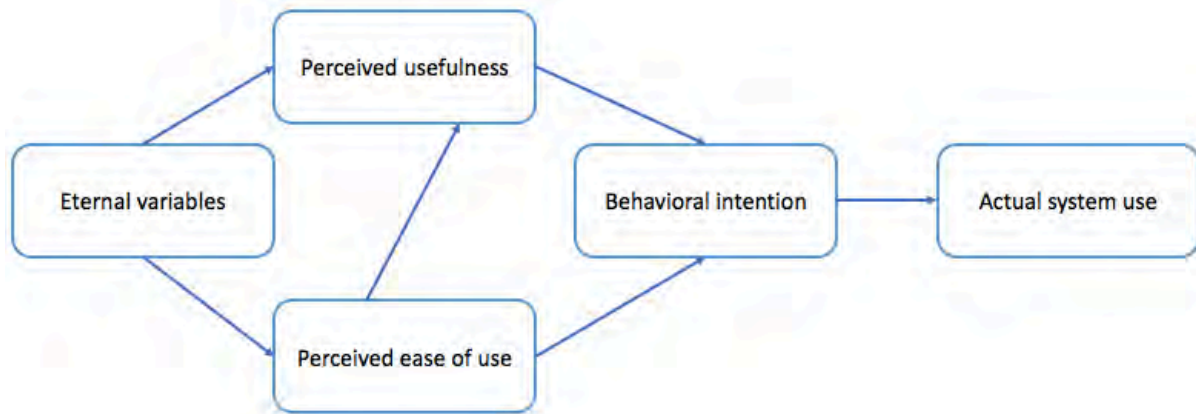 Perceived usefulness
Eternal variables
Behavioral intention
Actual system use
Perceived ease of use